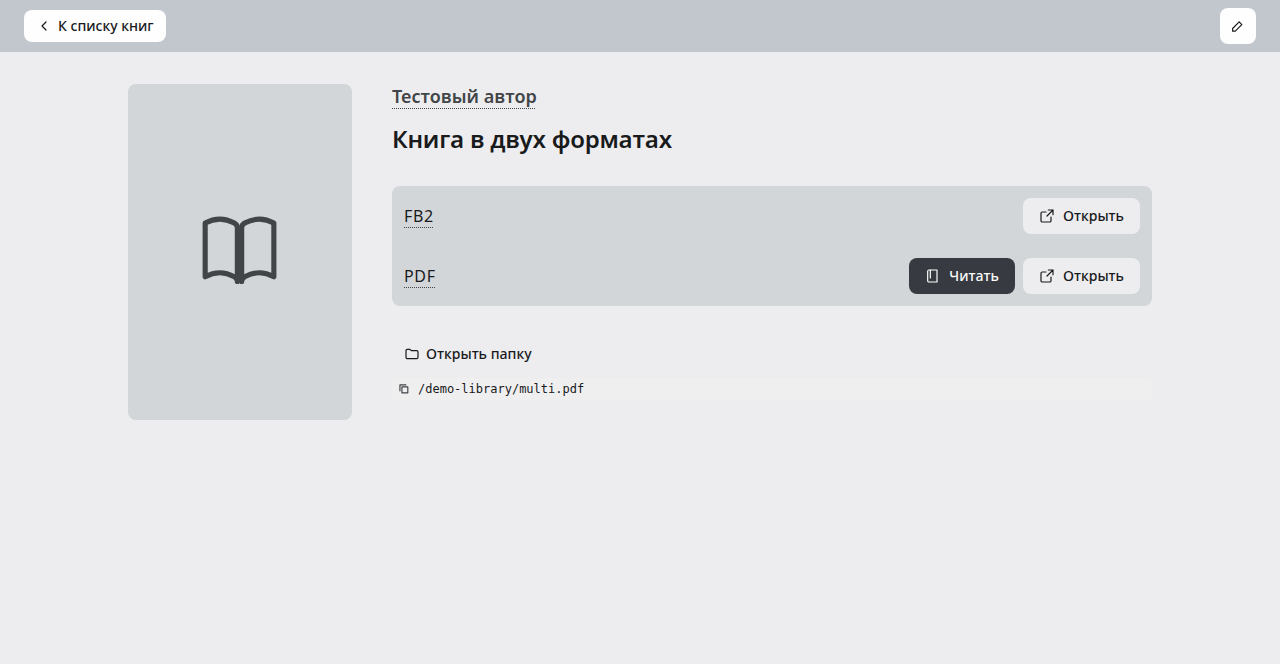 К списку книг
Тестовый автор
Книга в двух форматах
FB2
Открыть
PDF
Читать
Открыть
Открыть папку
/demo-library/multi.pdf